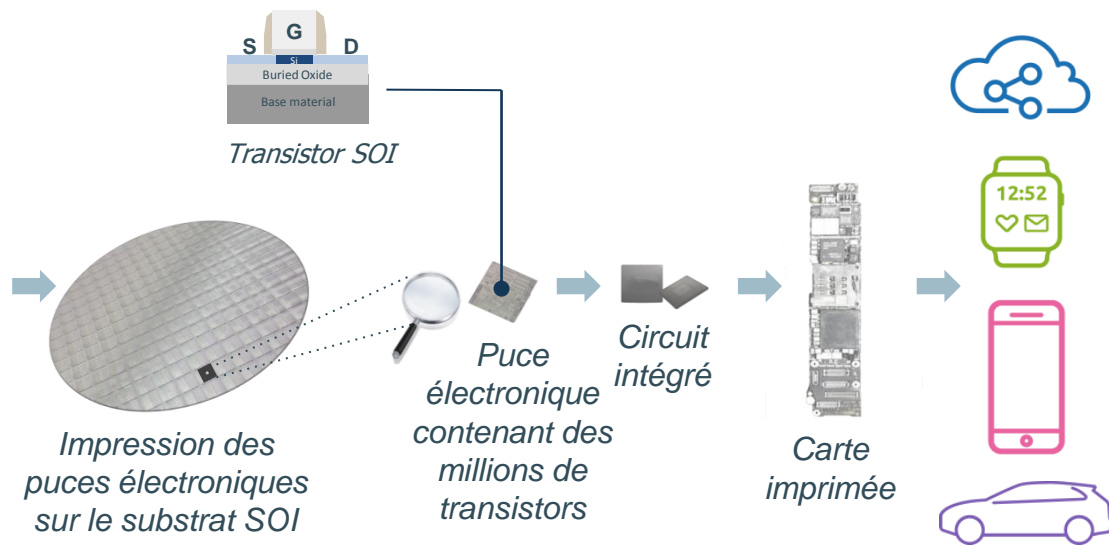 G
S D
Si
Buried Oxide
Base material
Transistor SOI
12:52
Impression des
puces électroniques
sur le substrat SOI
Puce
électronique
contenant des
millions de
transistors
Circuit
intégré
Carte
imprimée